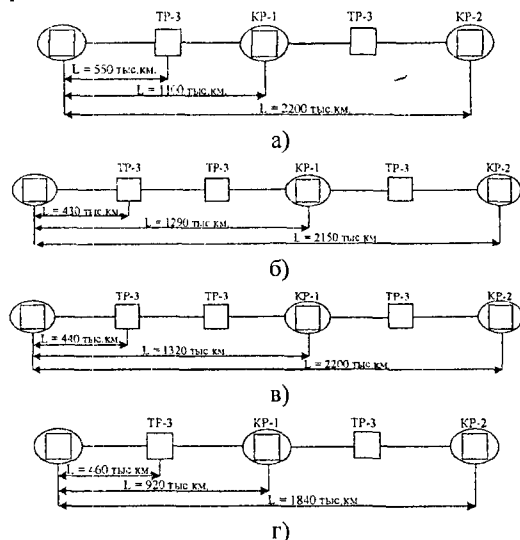 ТР-3 КР-1 ТР-3 КР-2
L = 550 тыс.км.
L = 1100 тыс.км.
L = 2200 тыс.км.
а)
ТР-3 ТР-3 КР-1 ТР-3 КР-2
L = 430 тыс.км
L = 1290 тыс.км.
L = 2150 тыс.км
б)
ТР-3 ТР-3 КР-1 ТР-3 КР-2
L = 440 тыс.км
L = 1320 тыс.км.
L = 2200 тыс.км.
в)
ТР-3 КР-1 ТР-3 КР-2
L = 460 тыс.км
L = 920 тыс.км.
L = 1840 тыс.км
г)